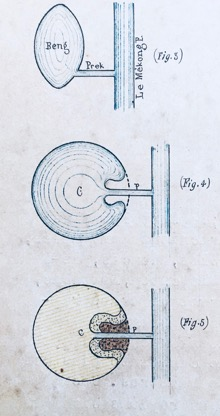 Beng
Prek
Le Mékong
(Fig. 3)
C
P
(Fig. 4)
C
P
(Fig. 5)